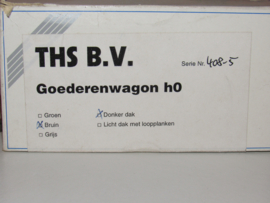 THS B.V.
Serie Nr. 408-5
Goederenwagon h0
Groen
Donker dak
Bruin
Licht dak met loopplanken
Grijs